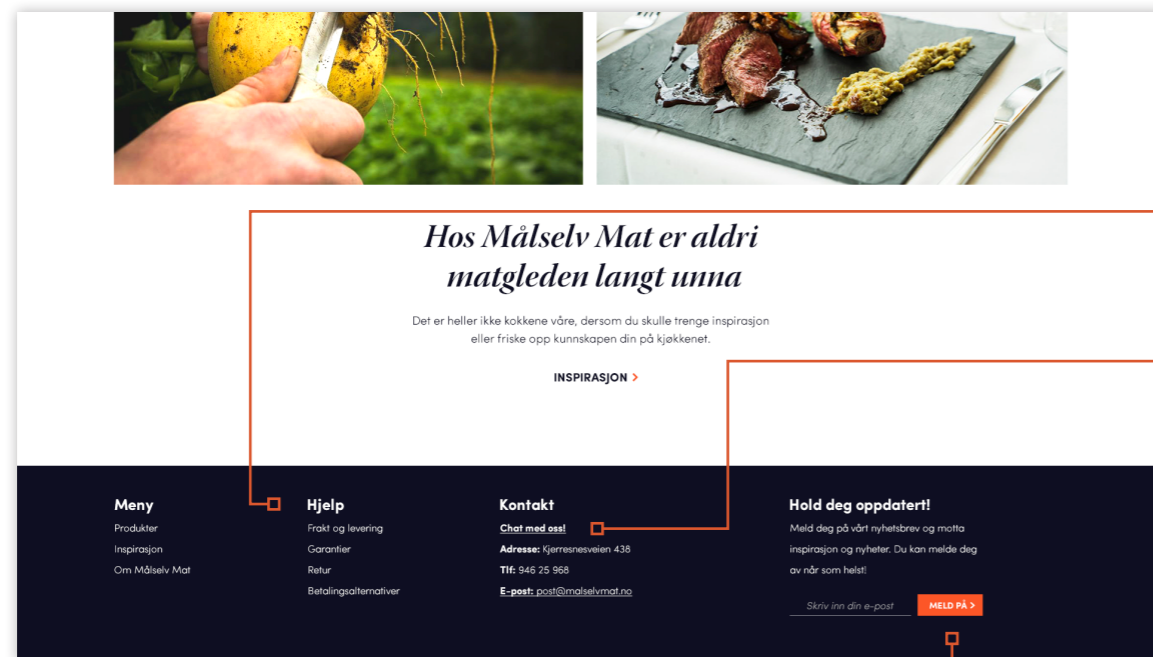 Hos Målselv Mat er aldri
matgleden langt unna
Det er heller ikke kokkene våre, dersom du skulle trenge inspirasjon
eller friske opp kunnskapen din på kjøkkenet.
INSPIRASJON >
Meny
Produkter
Inspirasjon
Om Målselv Mat
Hjelp
Frakt og levering
Garantier
Retur
Betalingsalternativer
Kontakt
Chat med oss!
Adresse: Kjerresnesveien 438
Tlf: 946 25 968
E-post: post@malselvmat.no
Hold deg oppdatert!
Meld deg på vårt nyhetsbrev og motta
inspirasjon og nyheter. Du kan melde deg
av når som helst!
Skriv inn din e-post
MELD PÅ >